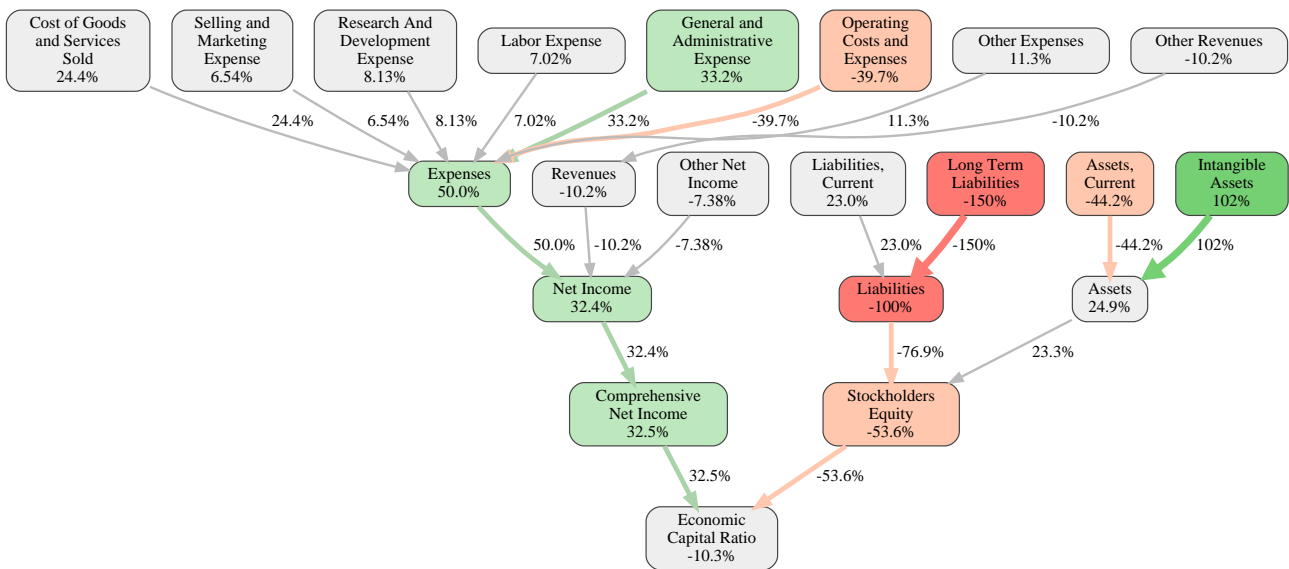 Cost of Goods
and Services
Sold
24.4%
Selling and
Marketing
Expense
6.54%
Research And
Development
Expense
8.13%
Labor Expense
7.02%
General and
Administrative
Expense
33.2%
Operating
Costs and
Expenses
-39.7%
Other Expenses
11.3%
Other Revenues
-10.2%
24.4%
6.54%
8.13%
7.02%
33.2%
-39.7%
11.3%
-10.2%
Expenses
50.0%
Revenues
-10.2%
Other Net
Income
-7.38%
Liabilities,
Current
23.0%
Long Term
Liabilities
-150%
Assets,
Current
-44.2%
Intangible
Assets
102%
50.0%
-10.2%
-7.38%
23.0%
-150%
-44.2%
102%
Net Income
32.4%
Liabilities
-100%
Assets
24.9%
32.4%
-76.9%
23.3%
Comprehensive
Net Income
32.5%
Stockholders
Equity
-53.6%
32.5%
-53.6%
Economic
Capital Ratio
-10.3%